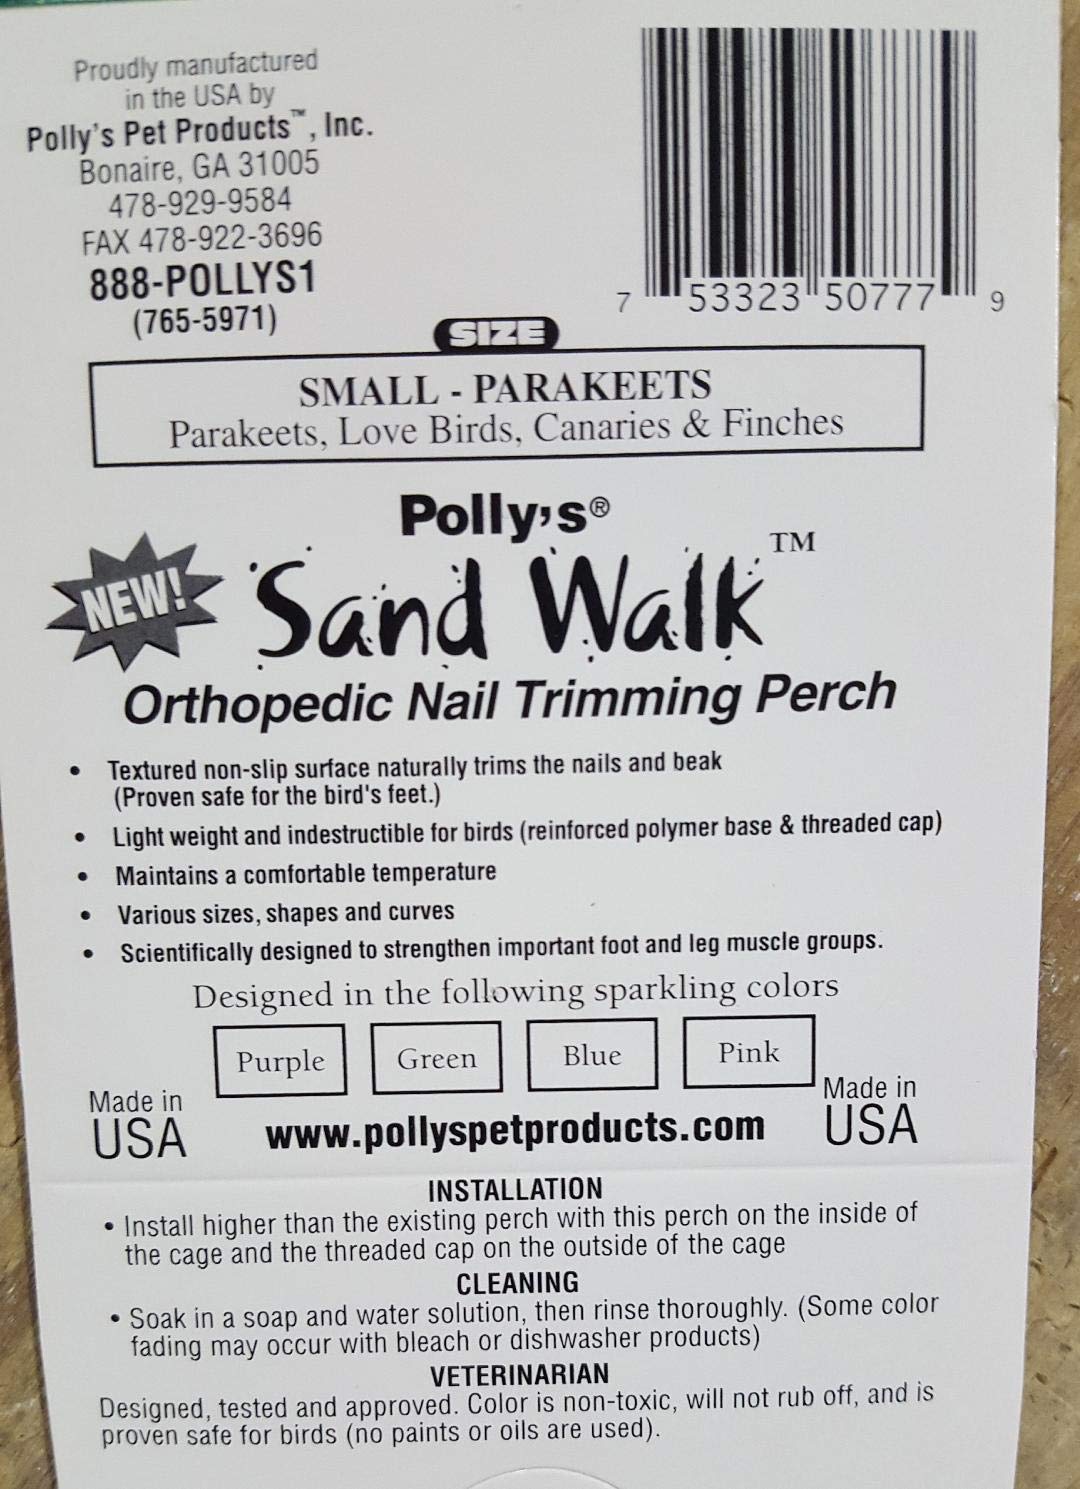 Proudly manufactured
in the USA by
Polly's Pet Products™, Inc.
Bonaire, GA 31005
478-929-9584
FAX 478-922-3696
888-POLLYS1
(765-5971)
7 53323 50777 9
SIZE
SMALL - PARAKEETS
Parakeets, Love Birds, Canaries & Finches
Polly's®
NEW! Sand Walk™
Orthopedic Nail Trimming Perch
• Textured non-slip surface naturally trims the nails and beak
(Proven safe for the bird's feet.)
• Light weight and indestructible for birds (reinforced polymer base & threaded cap)
• Maintains a comfortable temperature
• Various sizes, shapes and curves
• Scientifically designed to strengthen important foot and leg muscle groups.
Designed in the following sparkling colors
Purple Green Blue Pink
Made in
USA
www.pollyspetproducts.com
Made in
USA
INSTALLATION
• Install higher than the existing perch with this perch on the inside of
the cage and the threaded cap on the outside of the cage
CLEANING
• Soak in a soap and water solution, then rinse thoroughly. (Some color
fading may occur with bleach or dishwasher products)
VETERINARIAN
Designed, tested and approved. Color is non-toxic, will not rub off, and is
proven safe for birds (no paints or oils are used).